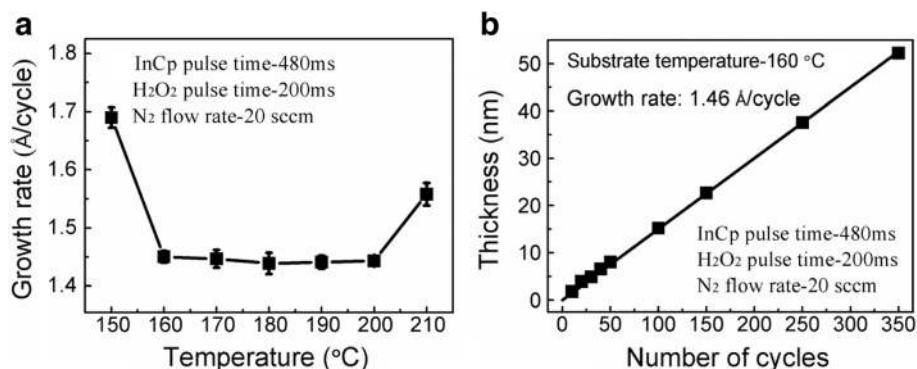 a
Growth rate (Å/cycle)
1.8
1.7
1.6
1.5
1.4
InCp pulse time-480ms
H₂O₂ pulse time-200ms
N₂ flow rate-20 sccm
150 160 170 180 190 200 210
Temperature (°C)
b
Thickness (nm)
50
40
30
20
10
0
Substrate temperature-160 °C
Growth rate: 1.46 Å/cycle
InCp pulse time-480ms
H₂O₂ pulse time-200ms
N₂ flow rate-20 sccm
0 50 100 150 200 250 300 350
Number of cycles